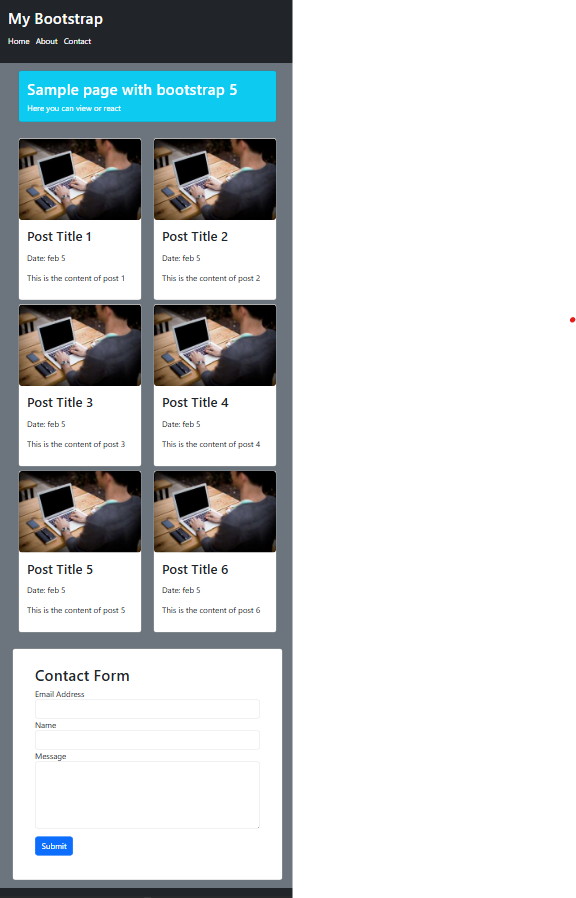 My Bootstrap
Home About Contact
Sample page with bootstrap 5
Here you can view or react
Post Title 1
Date: feb 5
This is the content of post 1
Post Title 2
Date: feb 5
This is the content of post 2
Post Title 3
Date: feb 5
This is the content of post 3
Post Title 4
Date: feb 5
This is the content of post 4
Post Title 5
Date: feb 5
This is the content of post 5
Post Title 6
Date: feb 5
This is the content of post 6
Contact Form
Email Address
Name
Message
Submit